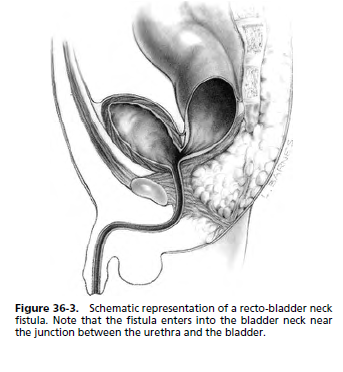 L. BARNES
Figure 36-3. Schematic representation of a recto-bladder neck
fistula. Note that the fistula enters into the bladder neck near
the junction between the urethra and the bladder.